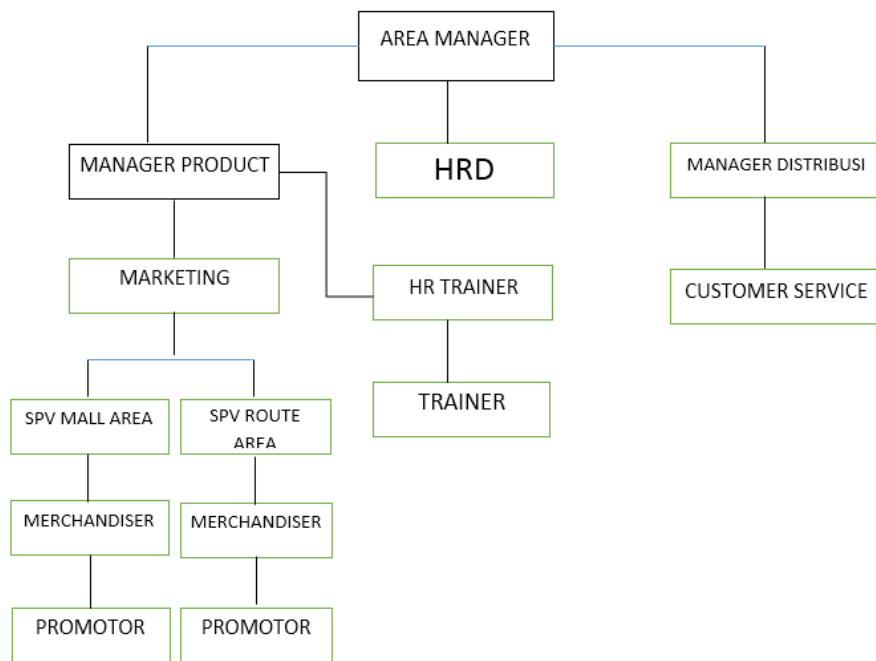 AREA MANAGER
MANAGER PRODUCT
HRD
MANAGER DISTRIBUSI
MARKETING
HR TRAINER
CUSTOMER SERVICE
SPV MALL AREA
SPV ROUTE
AREA
TRAINER
MERCHANDISER
MERCHANDISER
PROMOTOR
PROMOTOR